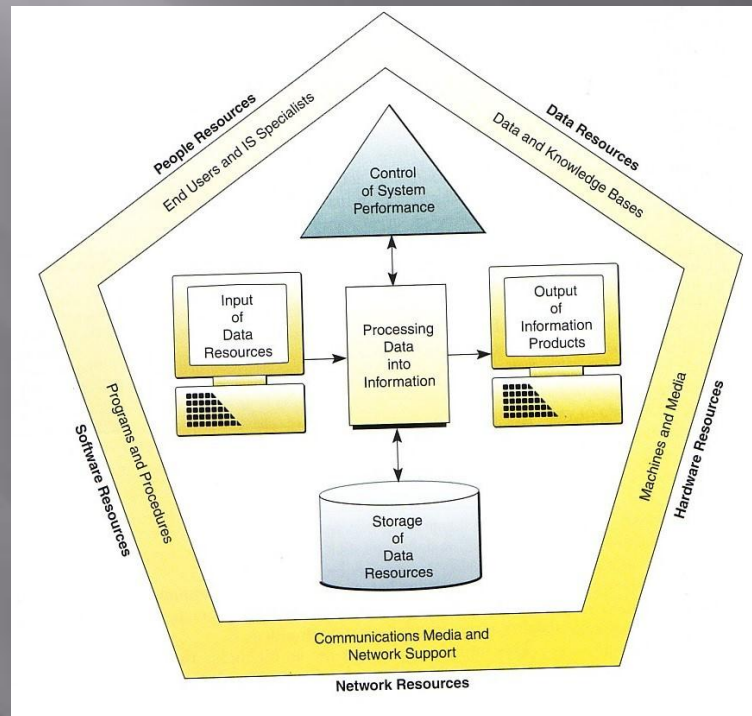 People Resources
End Users and IS Specialists
Data Resources
Data and Knowledge Bases
Control
of System
Performance
Input
of
Data
Resources
Processing
Data
into
Information
Output
of
Information
Products
Software Resources
Programs and Procedures
Machines and Media
Hardware Resources
Storage
of
Data
Resources
Communications Media and
Network Support
Network Resources